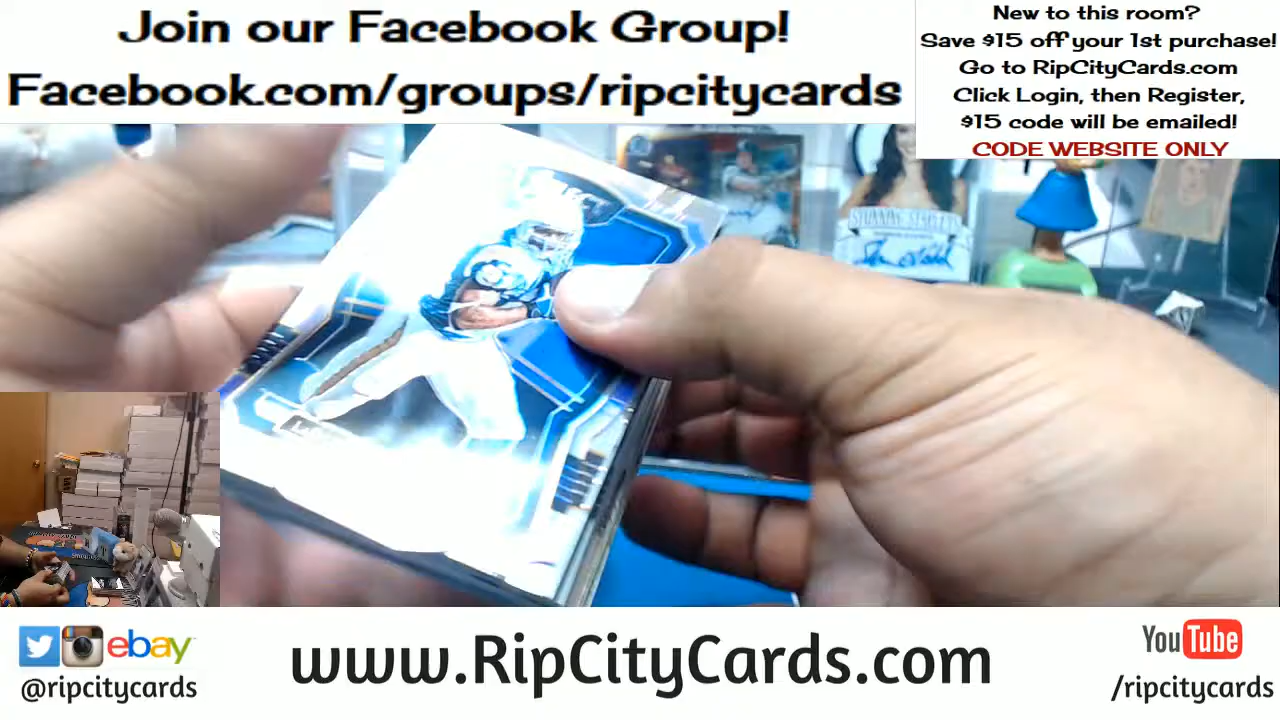 Join our Facebook Group!
Facebook.com/groups/ripcitycards
New to this room?
Save $15 off your 1st purchase!
Go to RipCityCards.com
Click Login, then Register,
$15 code will be emailed!
CODE WEBSITE ONLY
ebay
@ripcitycards
www.RipCityCards.com
YouTube
/ripcitycards